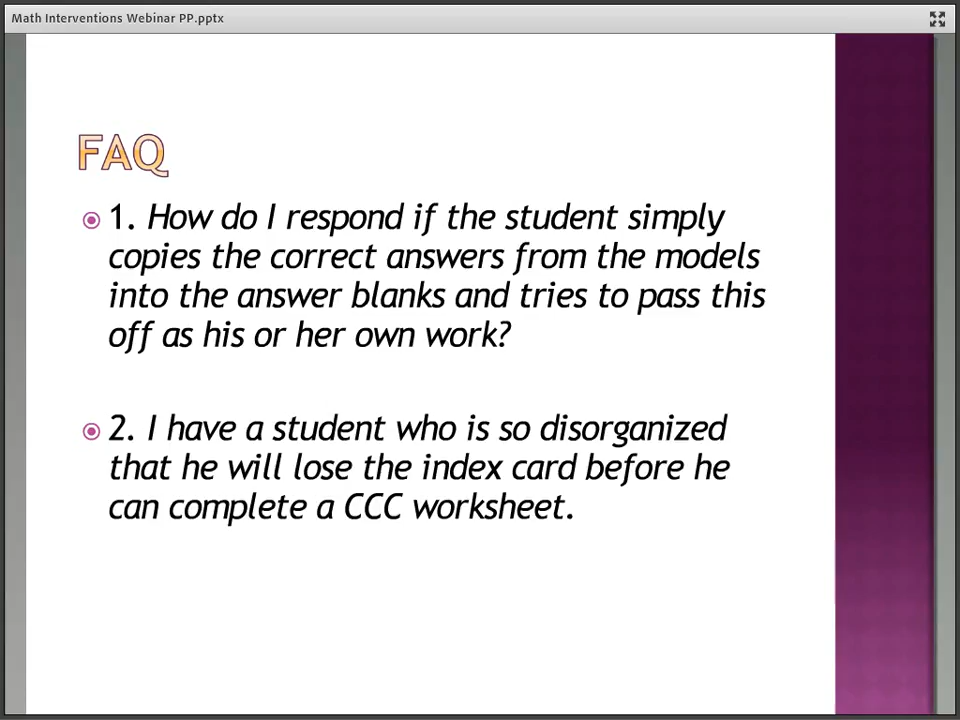 Math Interventions Webinar PP.pptx
FAQ
1. How do I respond if the student simply
copies the correct answers from the models
into the answer blanks and tries to pass this
off as his or her own work?
2. I have a student who is so disorganized
that he will lose the index card before he
can complete a CCC worksheet.